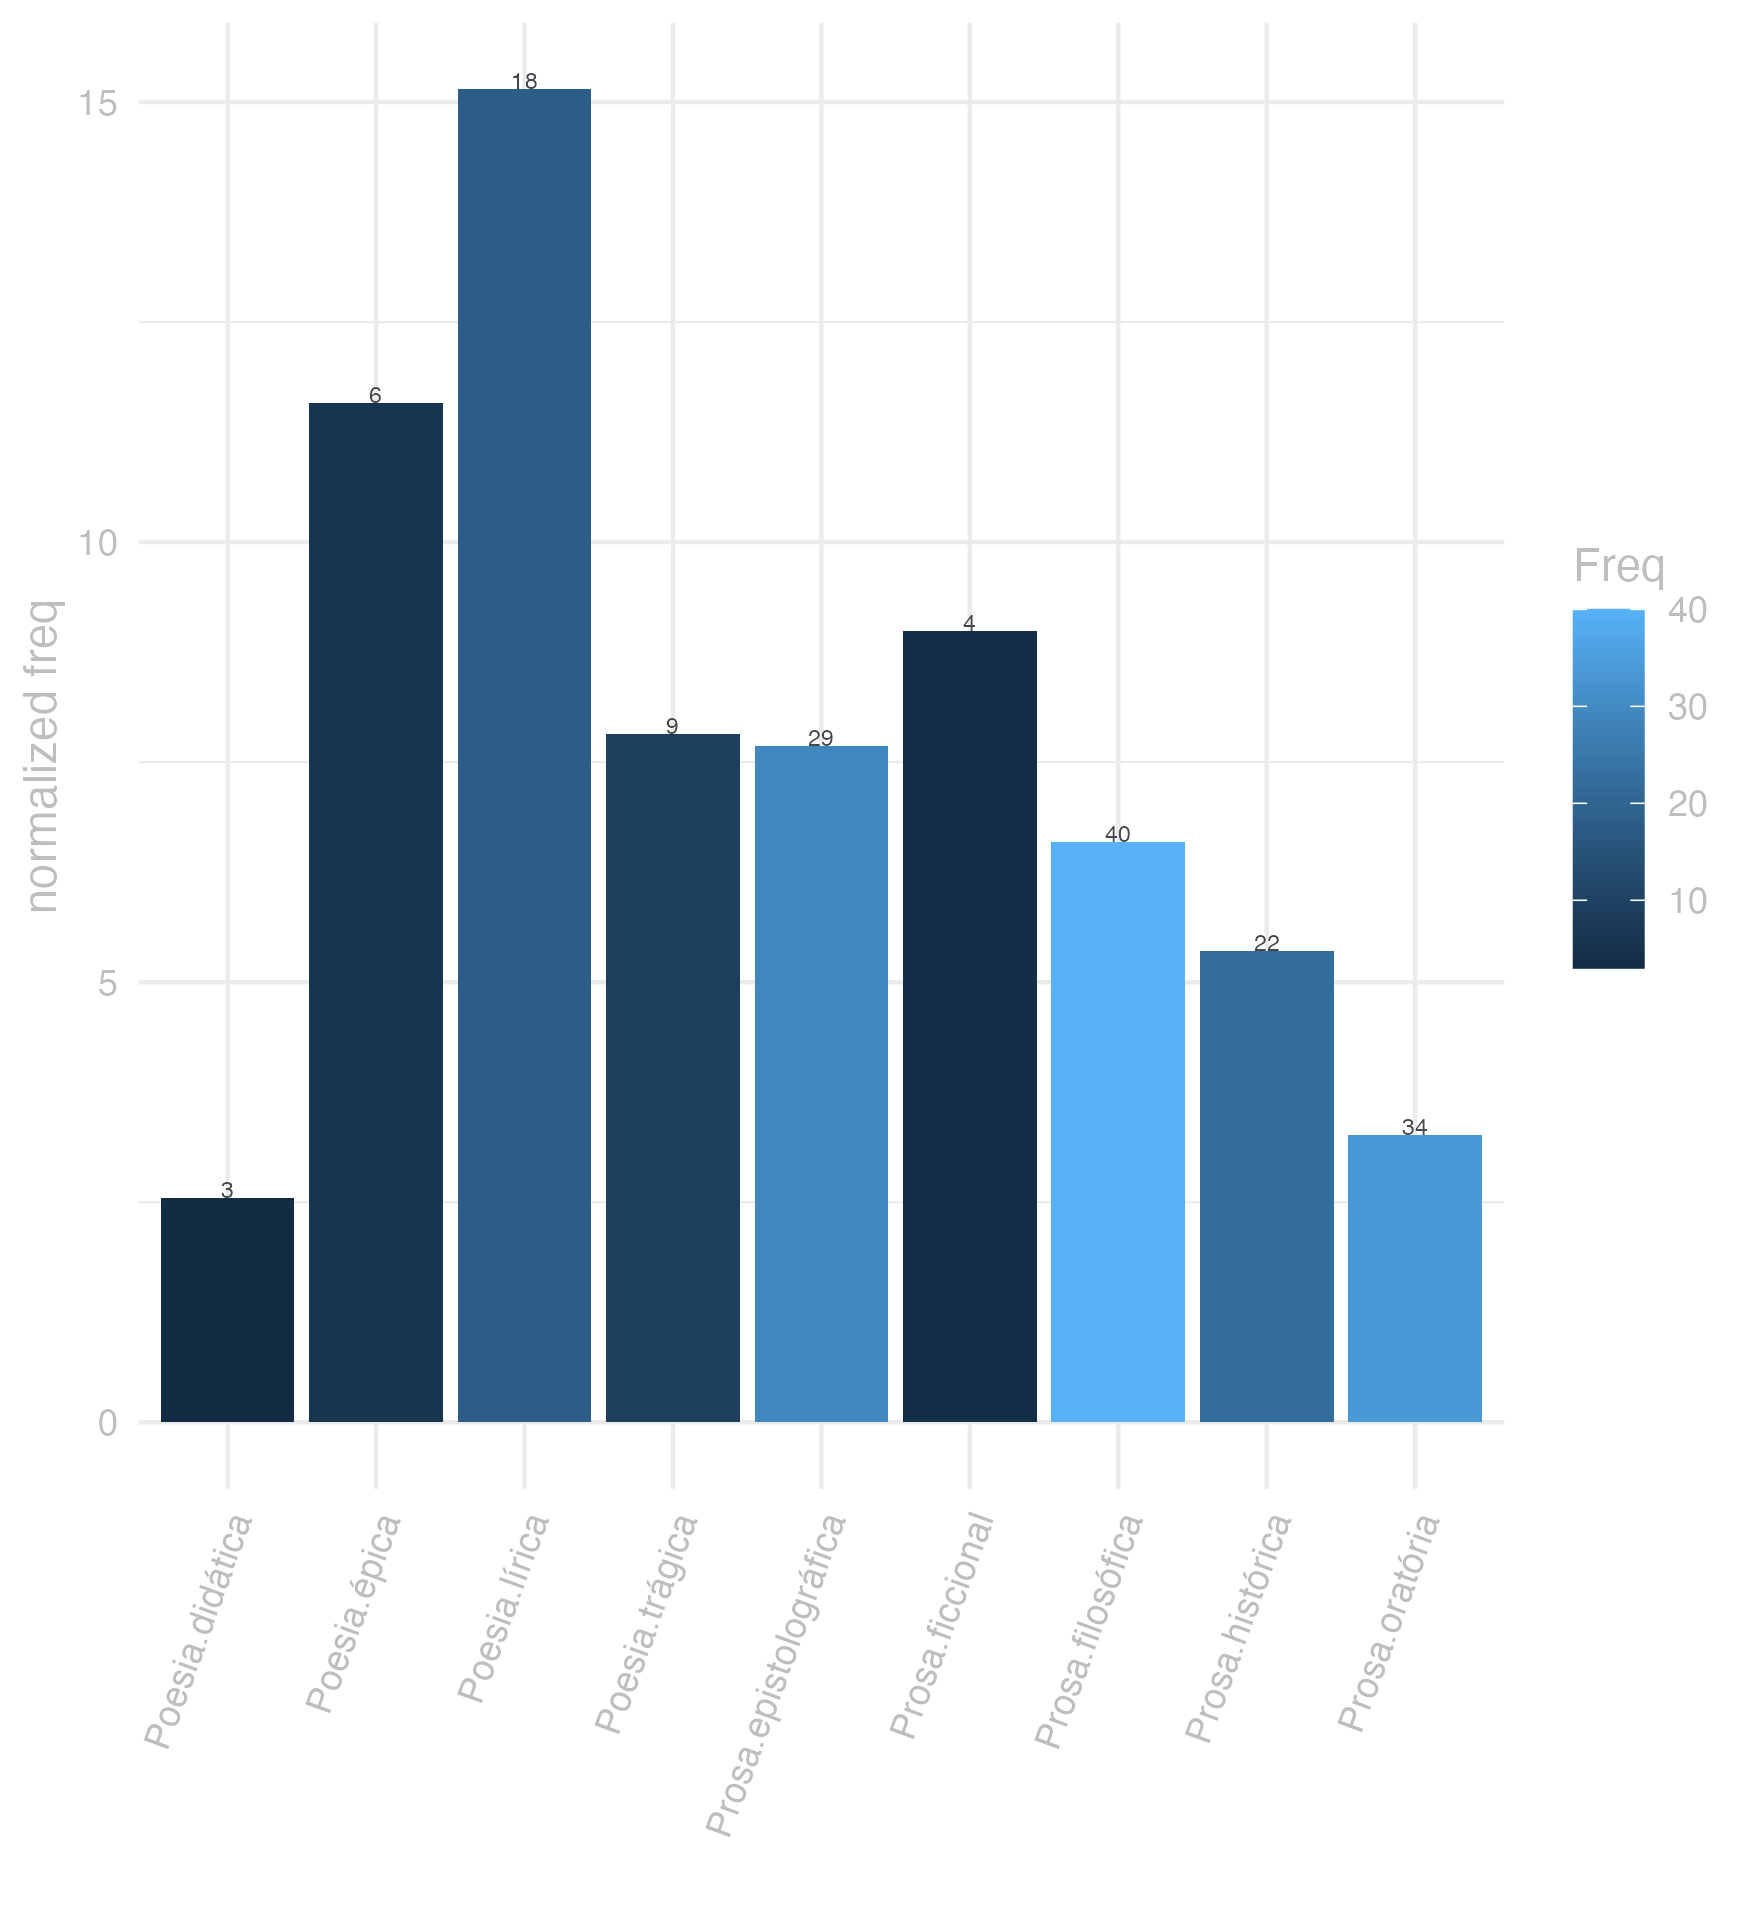 normalized freq
15
10
5
0
3
6
18
9
29
4
40
22
34
Poesia.didática
Poesia.épica
Poesia.lírica
Poesia.trágica
Prosa.epistolográfica
Prosa.ficcional
Prosa.filosófica
Prosa.histórica
Prosa.oratória
Freq
40
30
20
10